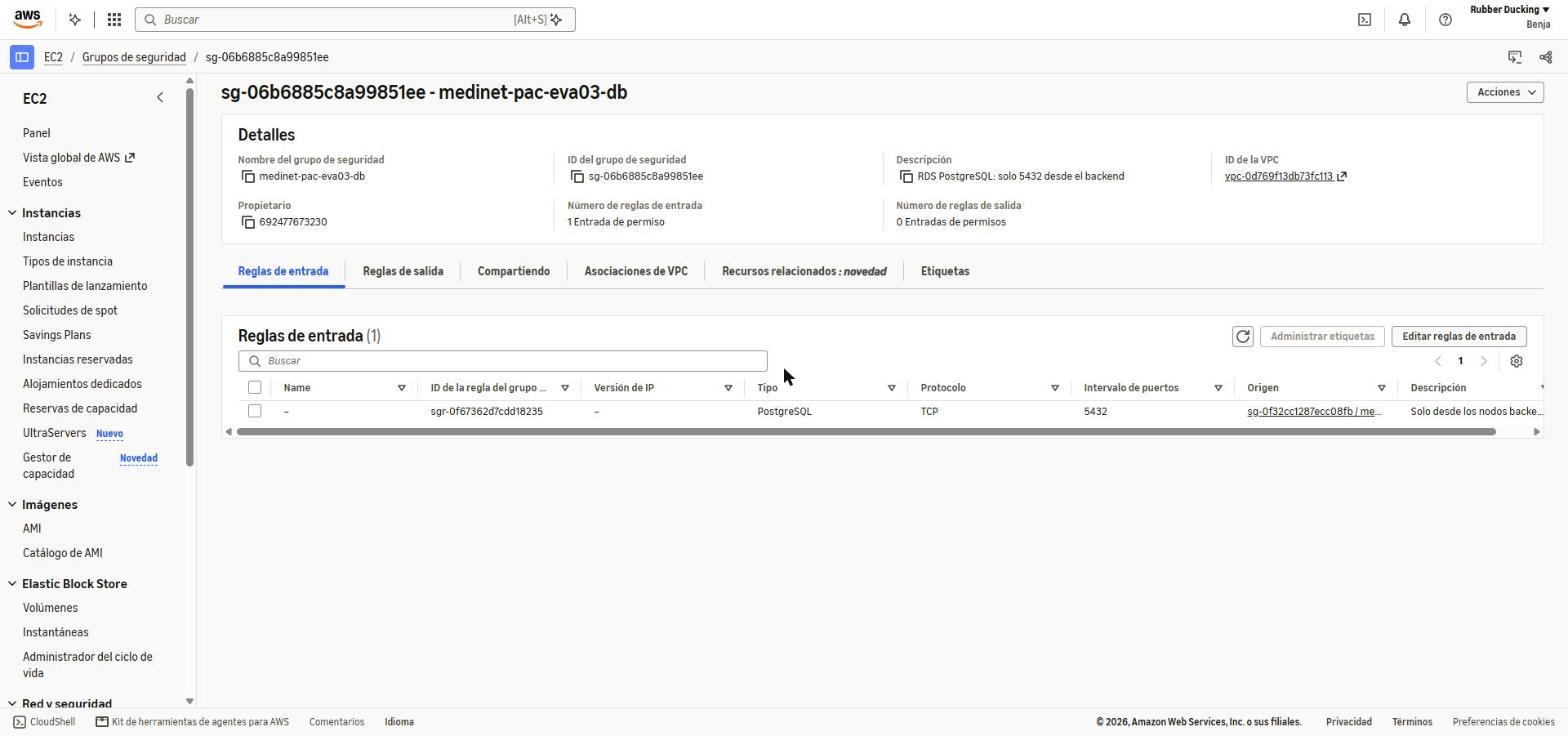 aws
Buscar
[Alt+S]
Rubber Ducking
Benja
EC2 / Grupos de seguridad / sg-06b6885c8a99851ee
EC2
Panel
Vista global de AWS
Eventos
Instancias
Instancias
Tipos de instancia
Plantillas de lanzamiento
Solicitudes de spot
Savings Plans
Instancias reservadas
Alojamientos dedicados
Reservas de capacidad
UltraServers Nuevo
Gestor de capacidad Novedad
Imágenes
AMI
Catálogo de AMI
Elastic Block Store
Volúmenes
Instantáneas
Administrador del ciclo de vida
Red y seguridad
sg-06b6885c8a99851ee - medinet-pac-eva03-db
Acciones
Detalles
Nombre del grupo de seguridad
medinet-pac-eva03-db
ID del grupo de seguridad
sg-06b6885c8a99851ee
Descripción
RDS PostgreSQL: solo 5432 desde el backend
ID de la VPC
vpc-0d769f13db73fc113
Propietario
692477673230
Número de reglas de entrada
1 Entrada de permiso
Número de reglas de salida
0 Entradas de permisos
Reglas de entrada
Reglas de salida
Compartiendo
Asociaciones de VPC
Recursos relacionados : novedad
Etiquetas
Reglas de entrada (1)
Administrar etiquetas
Editar reglas de entrada
Buscar
1
Name
ID de la regla del grupo ...
Versión de IP
Tipo
Protocolo
Intervalo de puertos
Origen
Descripción
–
sgr-0f67362d7cdd18235
–
PostgreSQL
TCP
5432
sg-0f32cc1287ecc08fb / me...
Solo desde los nodos backe...
CloudShell
Kit de herramientas de agentes para AWS
Comentarios
Idioma
© 2026, Amazon Web Services, Inc. o sus filiales.
Privacidad
Términos
Preferencias de cookies